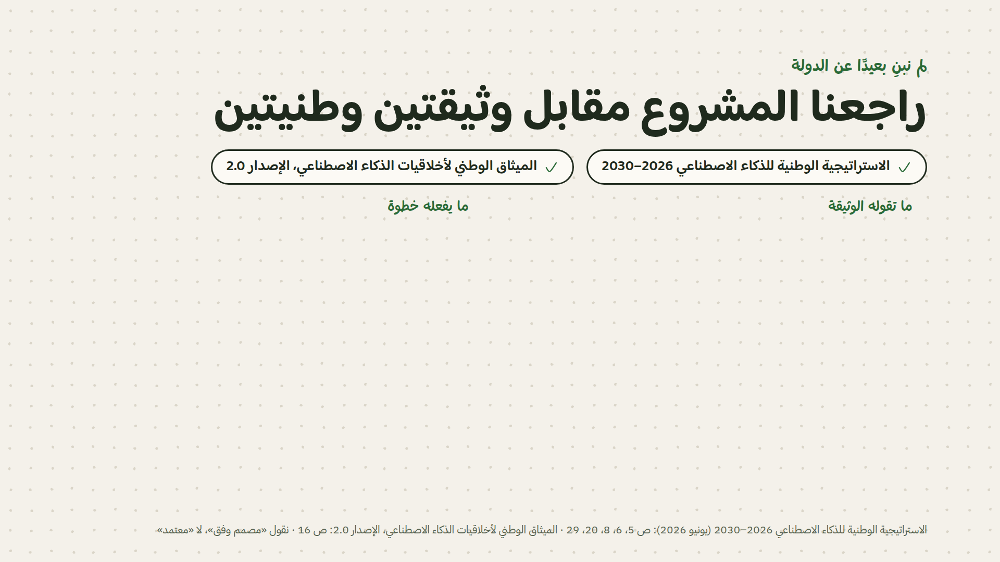 لم نبنِ بعيدًا عن الدولة
راجعنا المشروع مقابل وثيقتين وطنيتين
الاستراتيجية الوطنية للذكاء الاصطناعي 2026–2030
الميثاق الوطني لأخلاقيات الذكاء الاصطناعي، الإصدار 2.0
ما تقوله الوثيقة
ما يفعله خطوة
الاستراتيجية الوطنية للذكاء الاصطناعي 2026–2030 (يونيو 2026): ص 5، 6، 8، 20، 29 · الميثاق الوطني لأخلاقيات الذكاء الاصطناعي، الإصدار 2.0: ص 16 · نقول «مصمم وفق»، لا «معتمد»